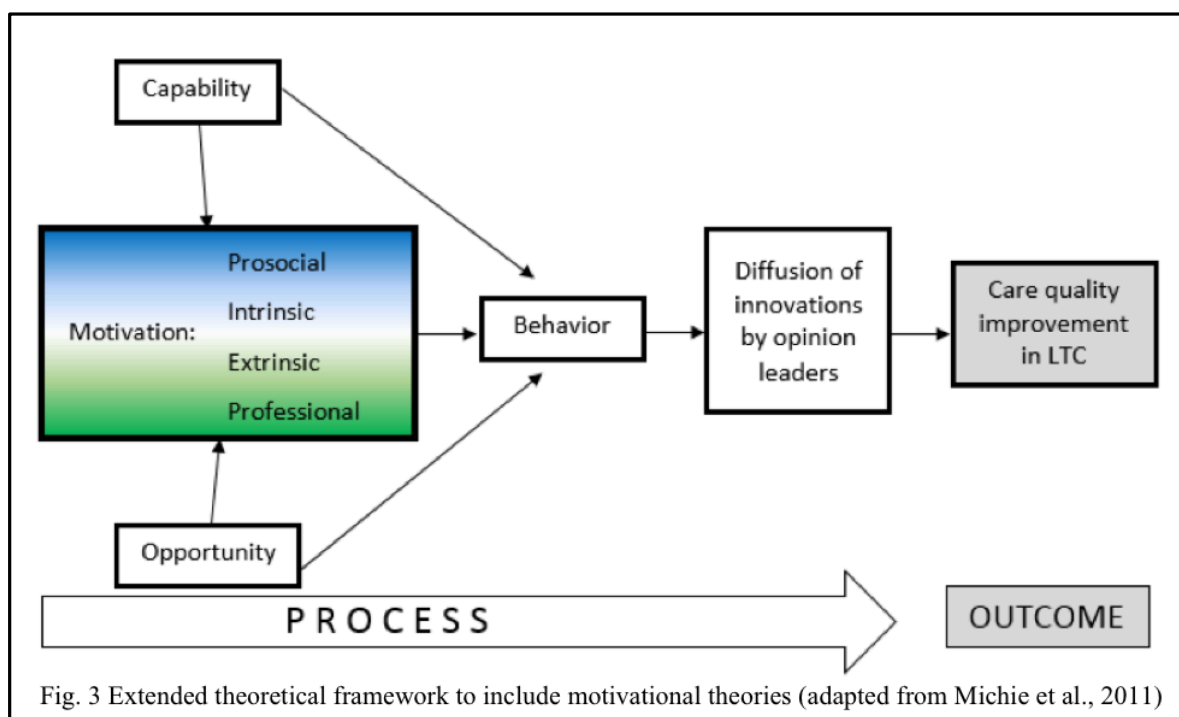 Capability
Prosocial
Intrinsic
Motivation:
Extrinsic
Professional
Opportunity
Behavior
Diffusion of
innovations
by opinion
leaders
Care quality
improvement
in LTC
PROCESS
OUTCOME
Fig. 3 Extended theoretical framework to include motivational theories (adapted from Michie et al., 2011)